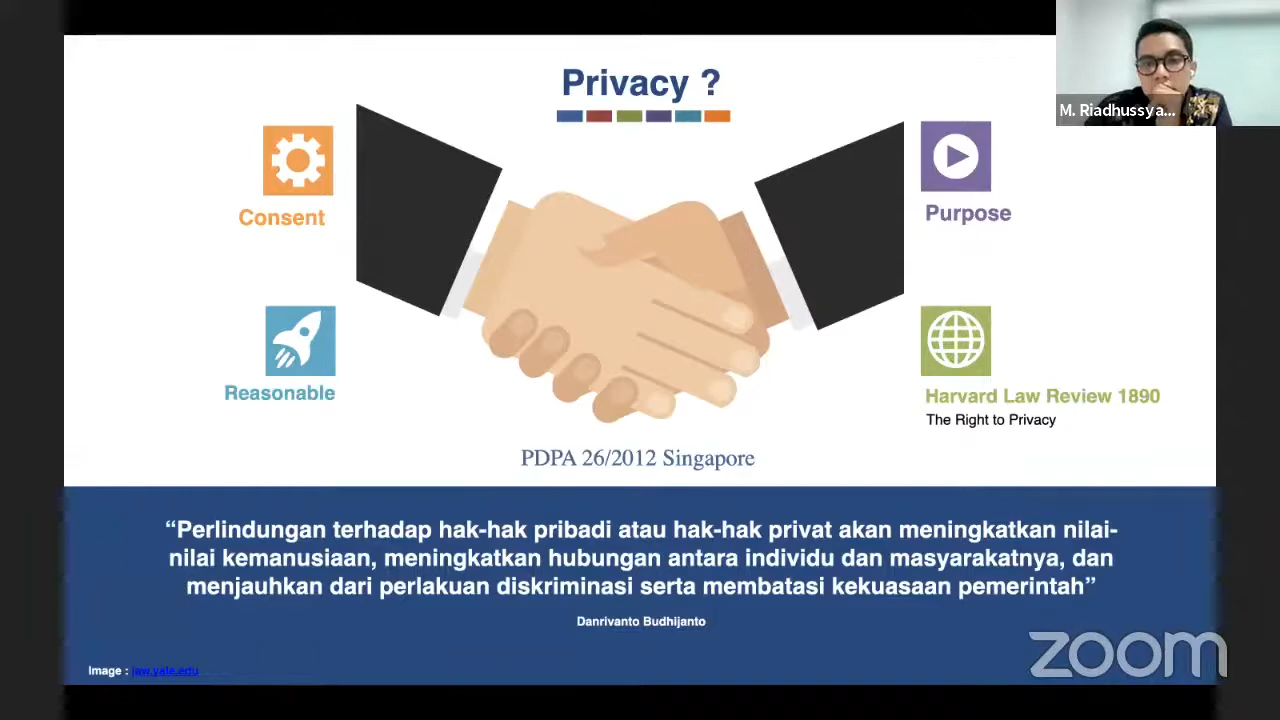 Privacy ?
M. Riadhussya...
Consent
Purpose
Reasonable
Harvard Law Review 1890
The Right to Privacy
PDPA 26/2012 Singapore
“Perlindungan terhadap hak-hak pribadi atau hak-hak privat akan meningkatkan nilai-
nilai kemanusiaan, meningkatkan hubungan antara individu dan masyarakatnya, dan
menjauhkan dari perlakuan diskriminasi serta membatasi kekuasaan pemerintah”
Danrivanto Budhijanto
zoom
Image : law.yale.edu